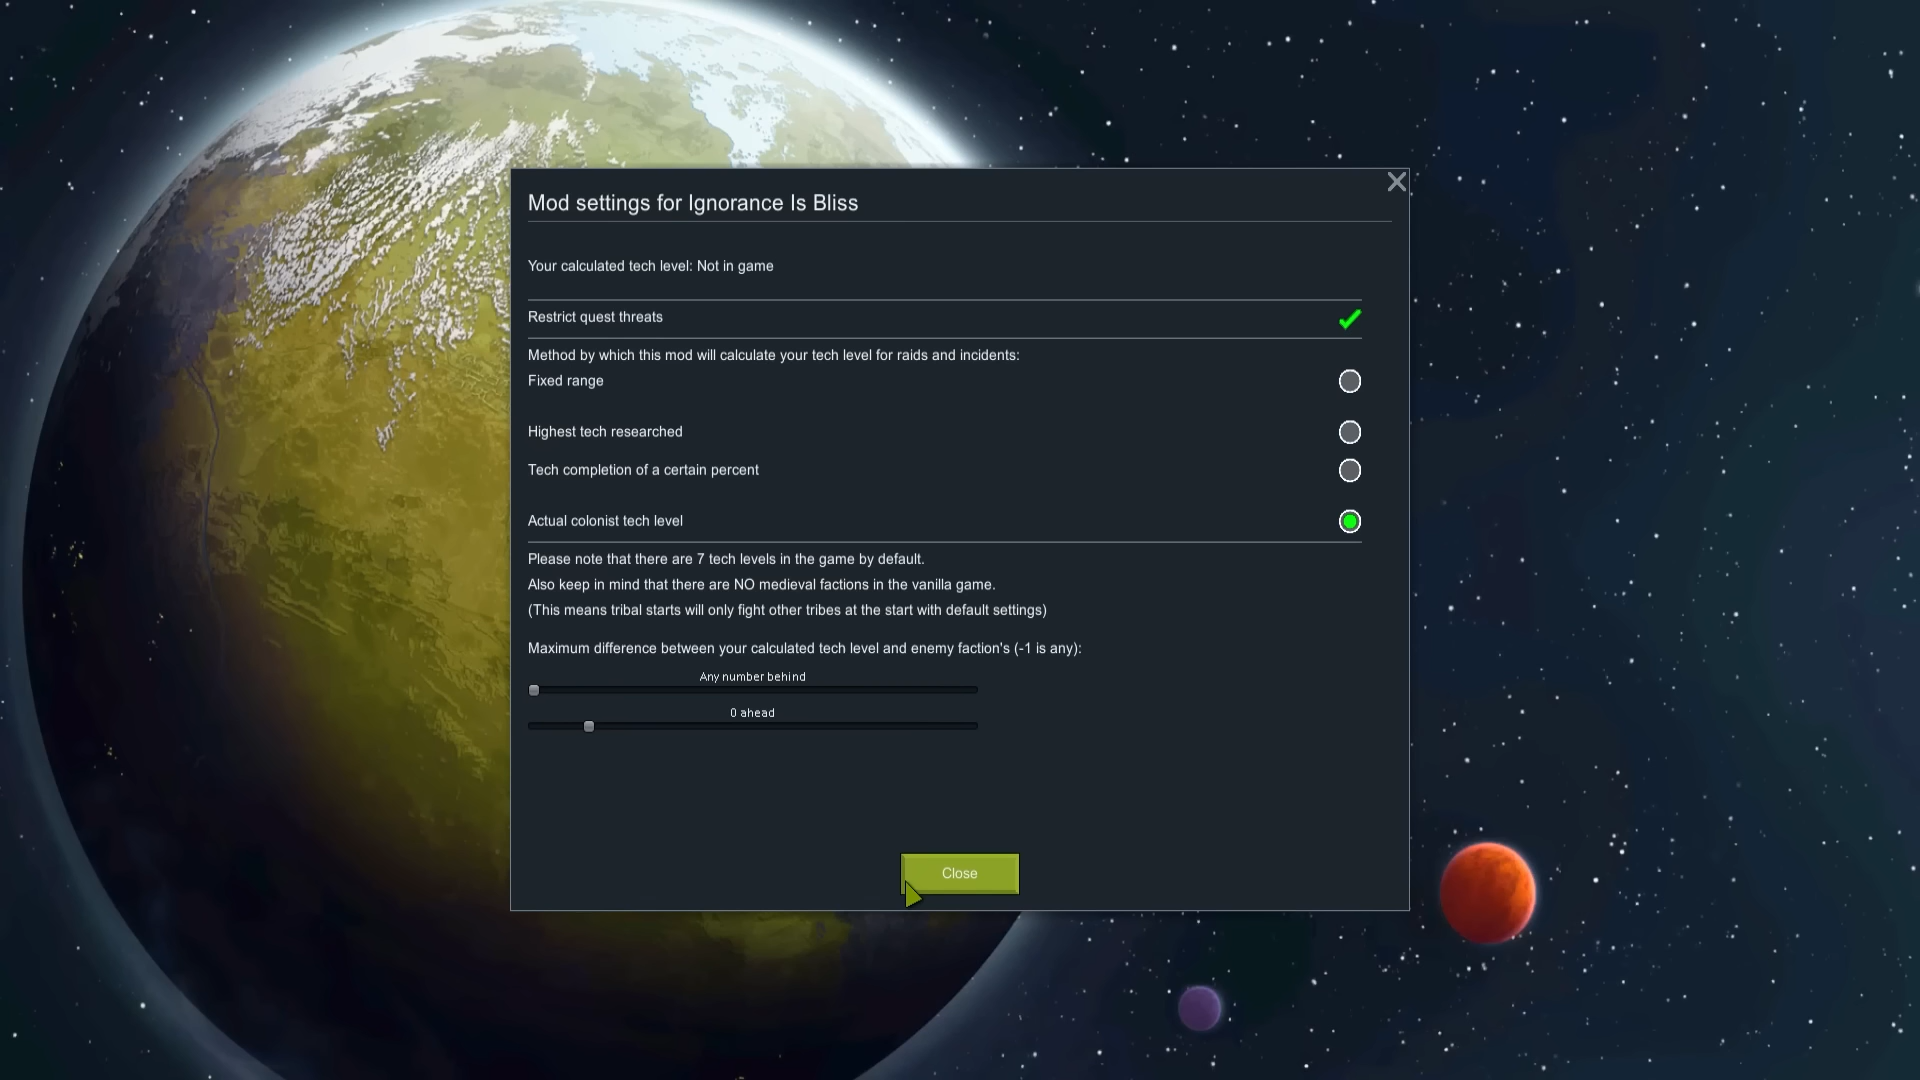 Mod settings for Ignorance Is Bliss
Your calculated tech level: Not in game
Restrict quest threats
Method by which this mod will calculate your tech level for raids and incidents:
Fixed range
Highest tech researched
Tech completion of a certain percent
Actual colonist tech level
Please note that there are 7 tech levels in the game by default.
Also keep in mind that there are NO medieval factions in the vanilla game.
(This means tribal starts will only fight other tribes at the start with default settings)
Maximum difference between your calculated tech level and enemy faction's (-1 is any):
Any number behind
0 ahead
Close